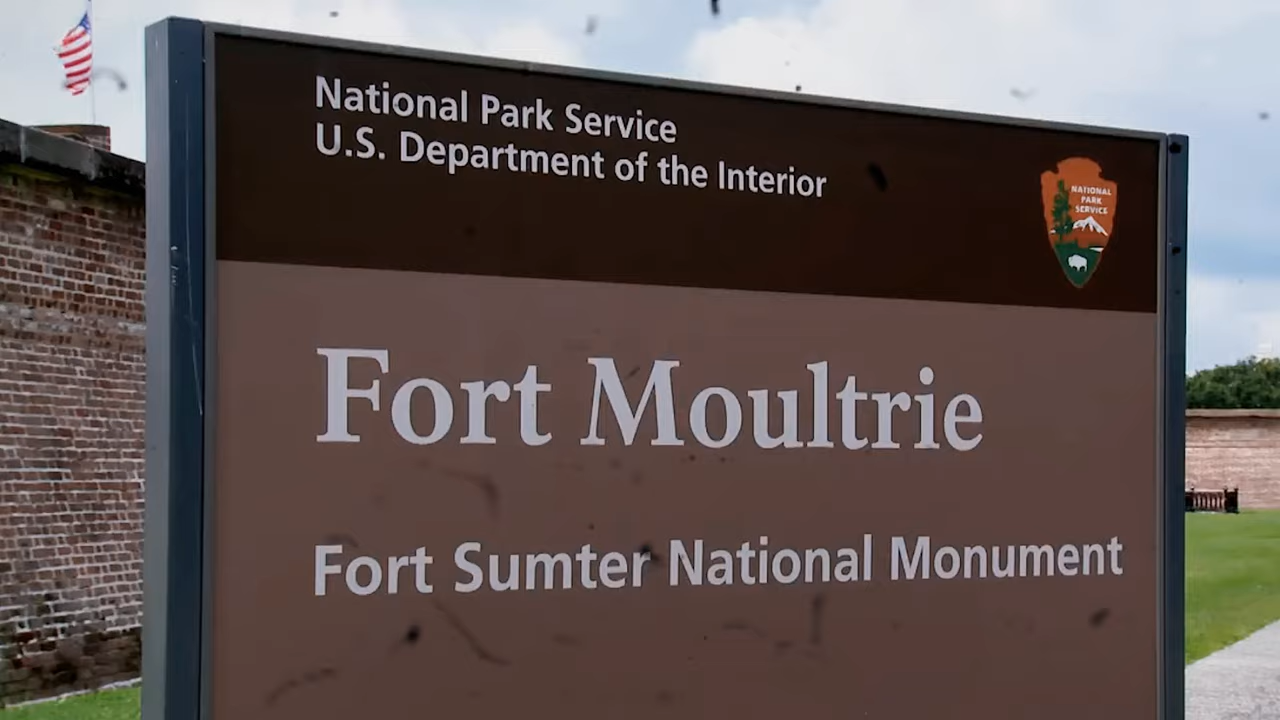 National Park Service
U.S. Department of the Interior
NATIONAL
PARK
SERVICE
Fort Moultrie
Fort Sumter National Monument